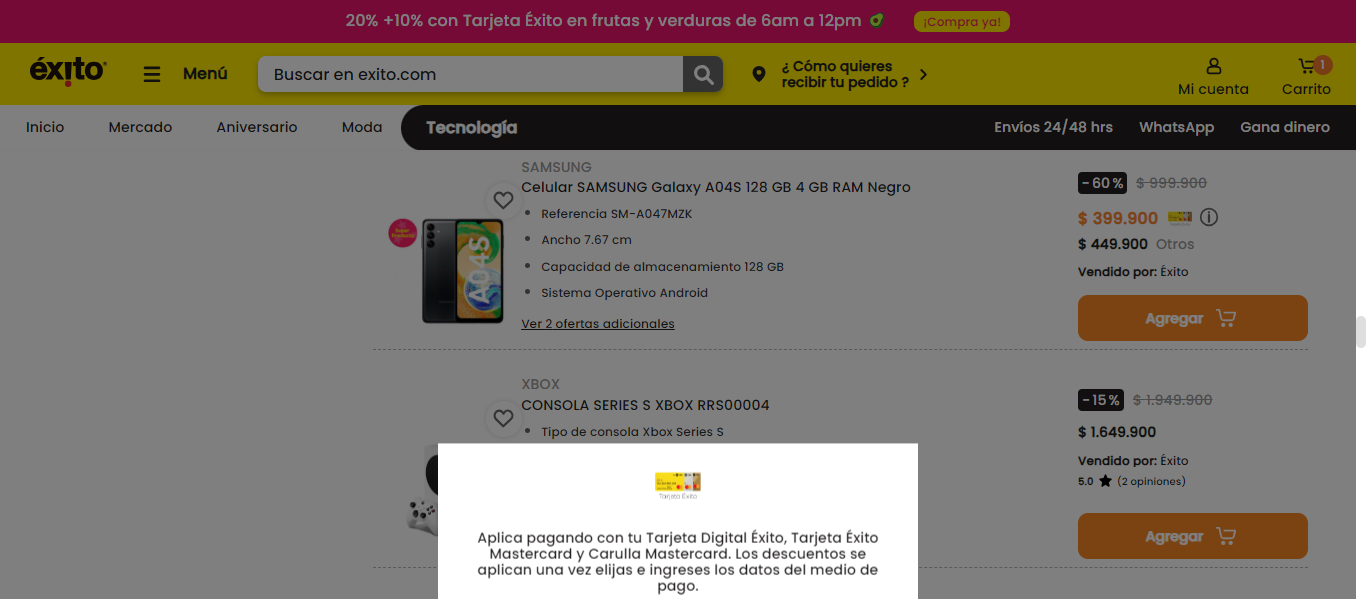 20% +10% con Tarjeta Éxito en frutas y verduras de 6am a 12pm ¡Compra ya!
éxito
Menú
Buscar en exito.com
¿ Cómo quieres
recibir tu pedido ?
Mi cuenta
1
Carrito
Inicio Mercado Aniversario Moda Tecnología Envíos 24/48 hrs WhatsApp Gana dinero
SAMSUNG
Celular SAMSUNG Galaxy A04S 128 GB 4 GB RAM Negro
Referencia SM-A047MZK
Ancho 7.67 cm
Capacidad de almacenamiento 128 GB
Sistema Operativo Android
Ver 2 ofertas adicionales
A04S
-60% $ 999.900
$ 399.900
$ 449.900 Otros
Vendido por: Éxito
Agregar
XBOX
CONSOLA SERIES S XBOX RRS00004
Tipo de consola Xbox Series S
-15% $ 1.949.900
$ 1.649.900
Vendido por: Éxito
5.0 (2 opiniones)
Agregar
Tarjeta Éxito
Aplica pagando con tu Tarjeta Digital Éxito, Tarjeta Éxito
Mastercard y Carulla Mastercard. Los descuentos se
aplican una vez elijas e ingreses los datos del medio de
pago.